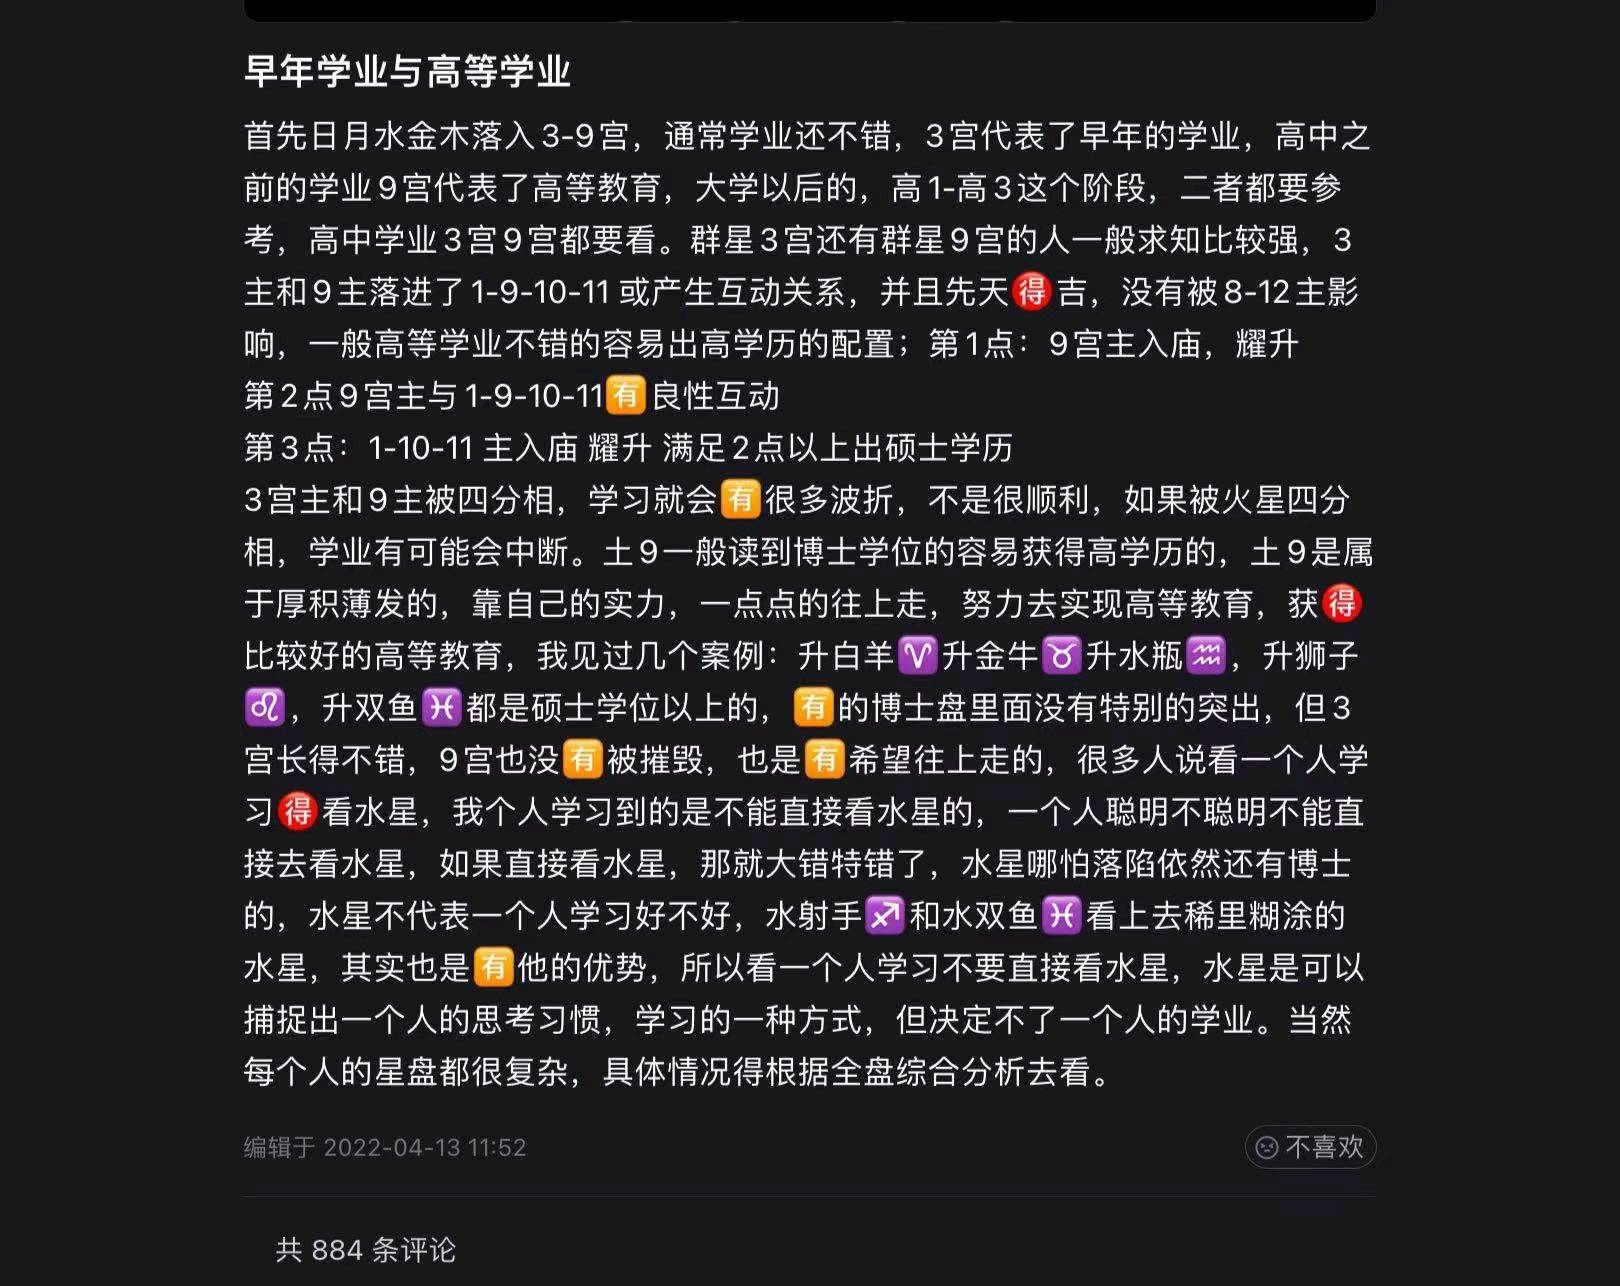 早年学业与高等学业
首先日月水金木落入3-9宫，通常学业还不错，3宫代表了早年的学业，高中之
前的学业9宫代表了高等教育，大学以后的，高1-高3这个阶段，二者都要参
考，高中学业3宫9宫都要看。群星3宫还有群星9宫的人一般求知比较强，3
主和9主落进了1-9-10-11或产生互动关系，并且先天🉐吉，没有被8-12主影
响，一般高等学业不错的容易出高学历的配置；第1点：9宫主入庙，耀升
第2点9宫主与1-9-10-11🈶良性互动
第3点：1-10-11 主入庙 耀升 满足2点以上出硕士学历
3宫主和9主被四分相，学习就会🈶很多波折，不是很顺利，如果被火星四分
相，学业有可能会中断。土9一般读到博士学位的容易获得高学历的，土9是属
于厚积薄发的，靠自己的实力，一点点的往上走，努力去实现高等教育，获🉐
比较好的高等教育，我见过几个案例：升白羊♈升金牛♉升水瓶♒，升狮子
♌，升双鱼♓都是硕士学位以上的，🈶的博士盘里面没有特别的突出，但3
宫长得不错，9宫也没🈶被摧毁，也是🈶希望往上走的，很多人说看一个人学
习🉐看水星，我个人学习到的是不能直接看水星的，一个人聪明不聪明不能直
接去看水星，如果直接看水星，那就大错特错了，水星哪怕落陷依然还有博士
的，水星不代表一个人学习好不好，水射手♐和水双鱼♓看上去稀里糊涂的
水星，其实也是🈶他的优势，所以看一个人学习不要直接看水星，水星是可以
捕捉出一个人的思考习惯，学习的一种方式，但决定不了一个人的学业。当然
每个人的星盘都很复杂，具体情况得根据全盘综合分析去看。
编辑于 2022-04-13 11:52
不喜欢
共 884 条评论